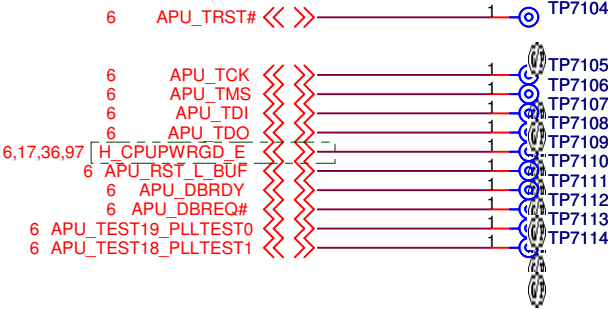 6 APU_TRST# 1 TP7104
6 APU_TCK 1 TP7105
6 APU_TMS 1 TP7106
6 APU_TDI 1 TP7107
6 APU_TDO 1 TP7108
6,17,36,97 H_CPUPWRGD_E 1 TP7109
6 APU_RST_L_BUF 1 TP7110
6 APU_DBRDY 1 TP7111
6 APU_DBREQ# 1 TP7112
6 APU_TEST19_PLLTEST0 1 TP7113
6 APU_TEST18_PLLTEST1 1 TP7114